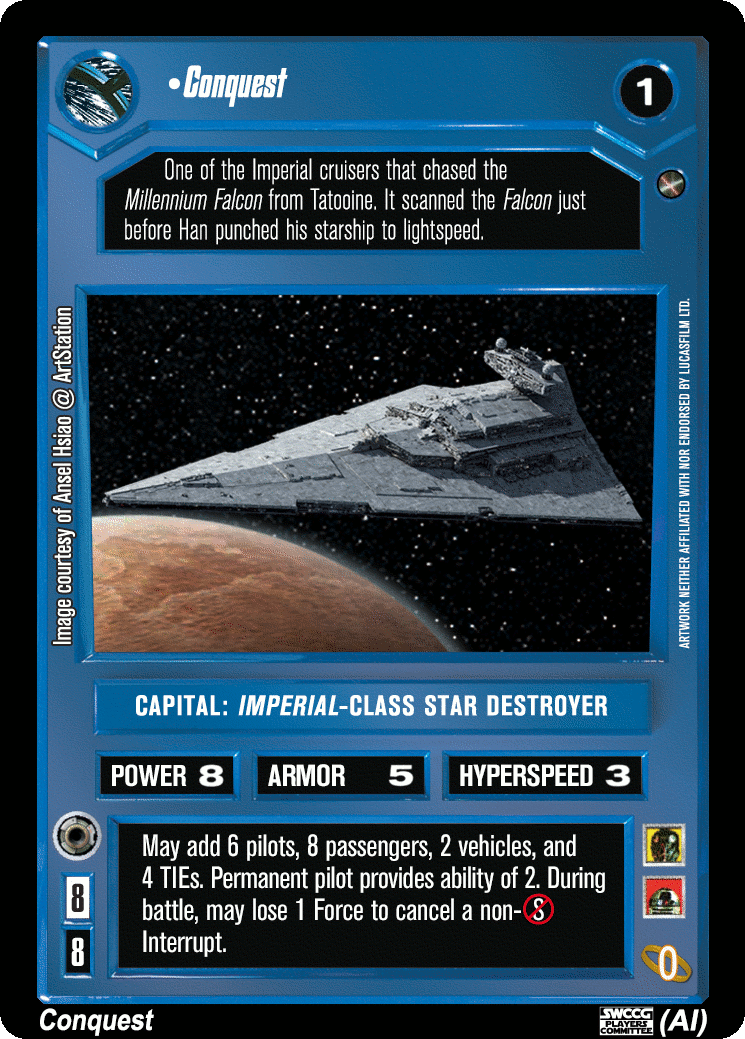 •Conquest
1
One of the Imperial cruisers that chased the
Millennium Falcon from Tatooine. It scanned the Falcon just
before Han punched his starship to lightspeed.
Image courtesy of Ansel Hsiao @ ArtStation
ARTWORK NEITHER AFFILIATED WITH NOR ENDORSED BY LUCASFILM LTD.
CAPITAL: IMPERIAL-CLASS STAR DESTROYER
POWER 8
ARMOR 5
HYPERSPEED 3
May add 6 pilots, 8 passengers, 2 vehicles, and
4 TIEs. Permanent pilot provides ability of 2. During
battle, may lose 1 Force to cancel a non-8
Interrupt.
8
8
0
Conquest
SWCCG
PLAYERS
COMMITTEE
(AI)